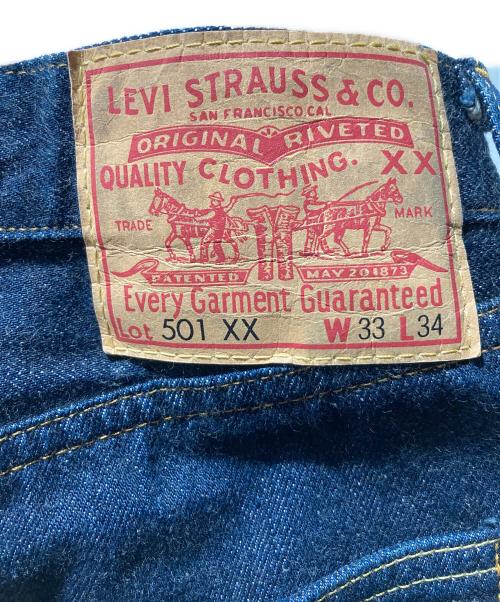 LEVI STRAUSS & CO.
SAN FRANCISCO.CAL
ORIGINAL RIVETED
QUALITY CLOTHING. XX
TRADE MARK
PATENTED MAY 20 1873
Every Garment Guaranteed
Lot 501 XX W 33 L 34